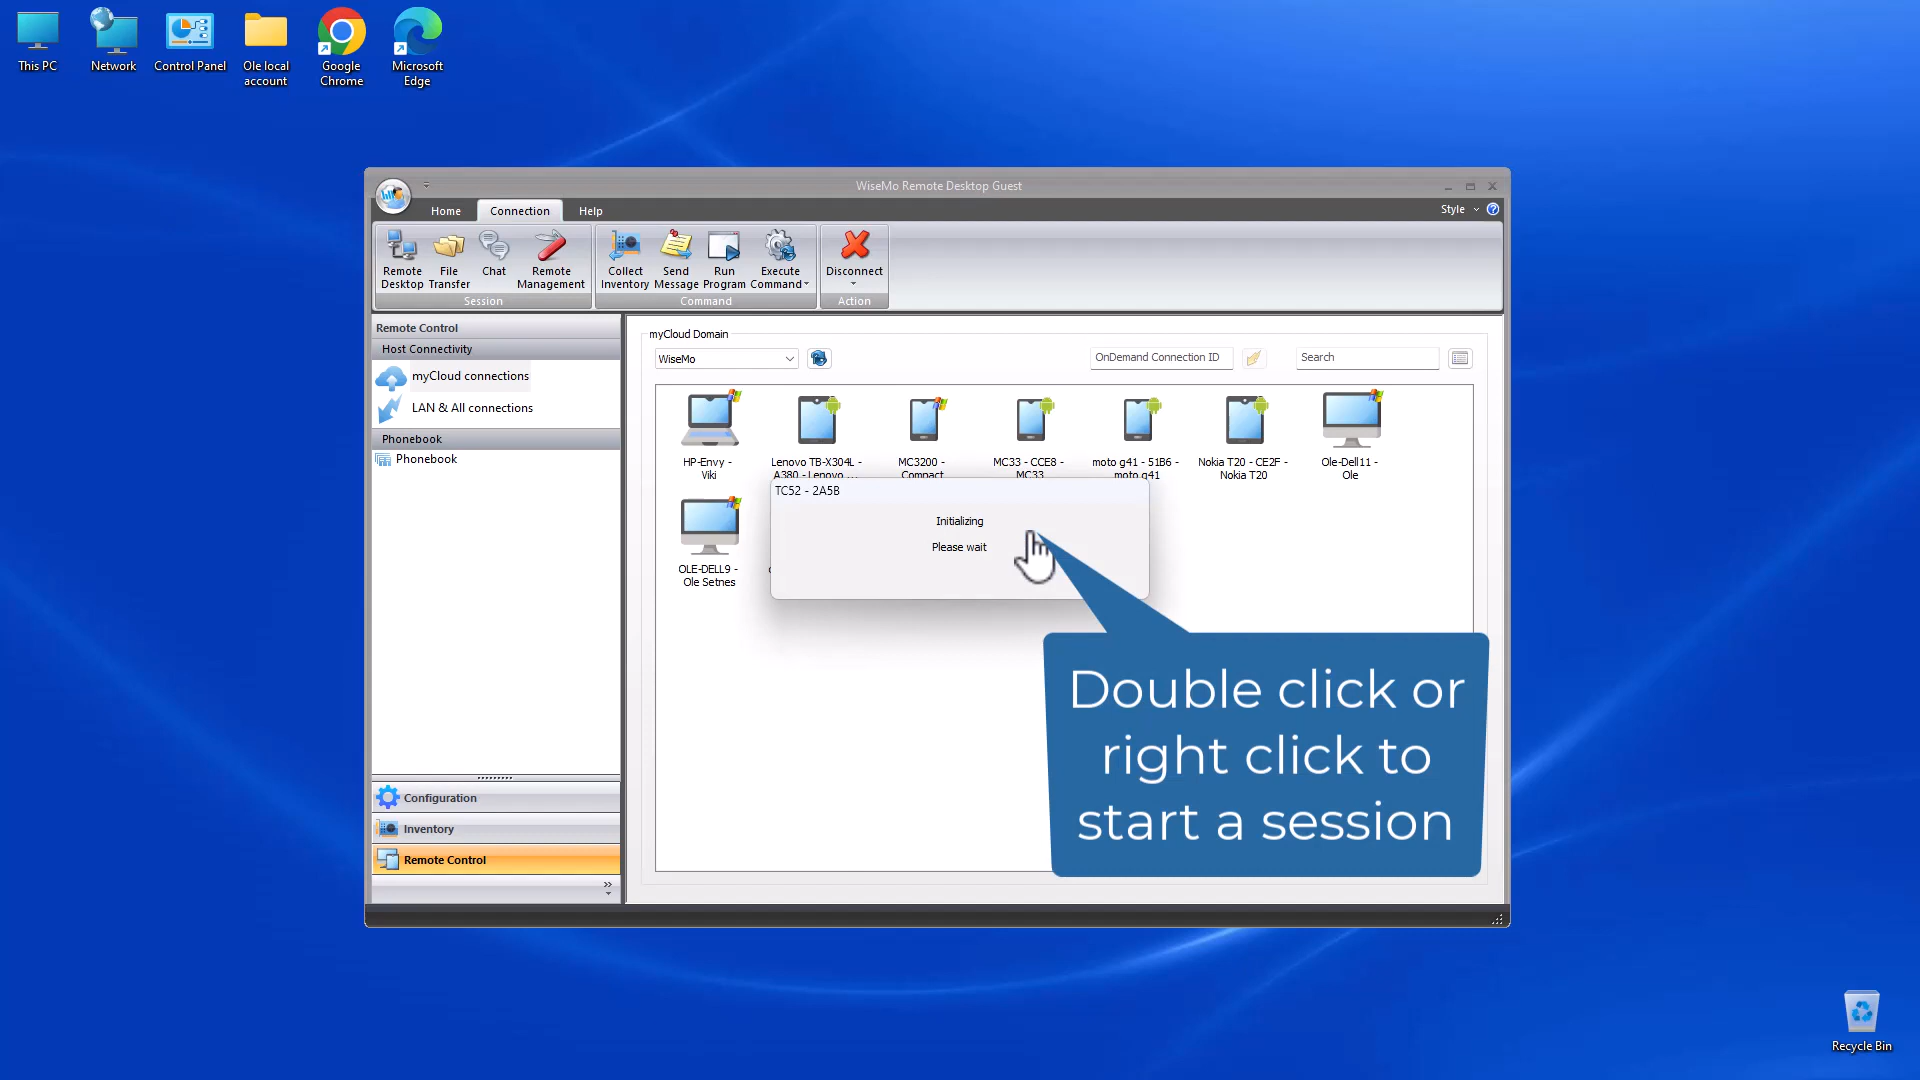 This PC
Network
Control Panel
Ole local
account
Google
Chrome
Microsoft
Edge
WiseMo Remote Desktop Guest
Home
Connection
Help
Style
Remote
Desktop
File
Transfer
Chat
Remote
Management
Session
Collect
Inventory
Send
Message
Run
Program
Execute
Command
Command
Disconnect
Action
Remote Control
Host Connectivity
myCloud connections
LAN & All connections
Phonebook
Phonebook
Configuration
Inventory
Remote Control
myCloud Domain
WiseMo
OnDemand Connection ID
Search
HP-Envy -
Viki
Lenovo TB-X304L -
A380 - Lenovo ...
MC3200 -
Compact
MC33 - CCE8 -
MC33
moto g41 - 51B6 -
moto g41
Nokia T20 - CE2F -
Nokia T20
Ole-Dell11 -
Ole
OLE-DELL9 -
Ole Setnes
TC52 - 2A5B
Initializing
Please wait
Double click or
right click to
start a session
Recycle Bin